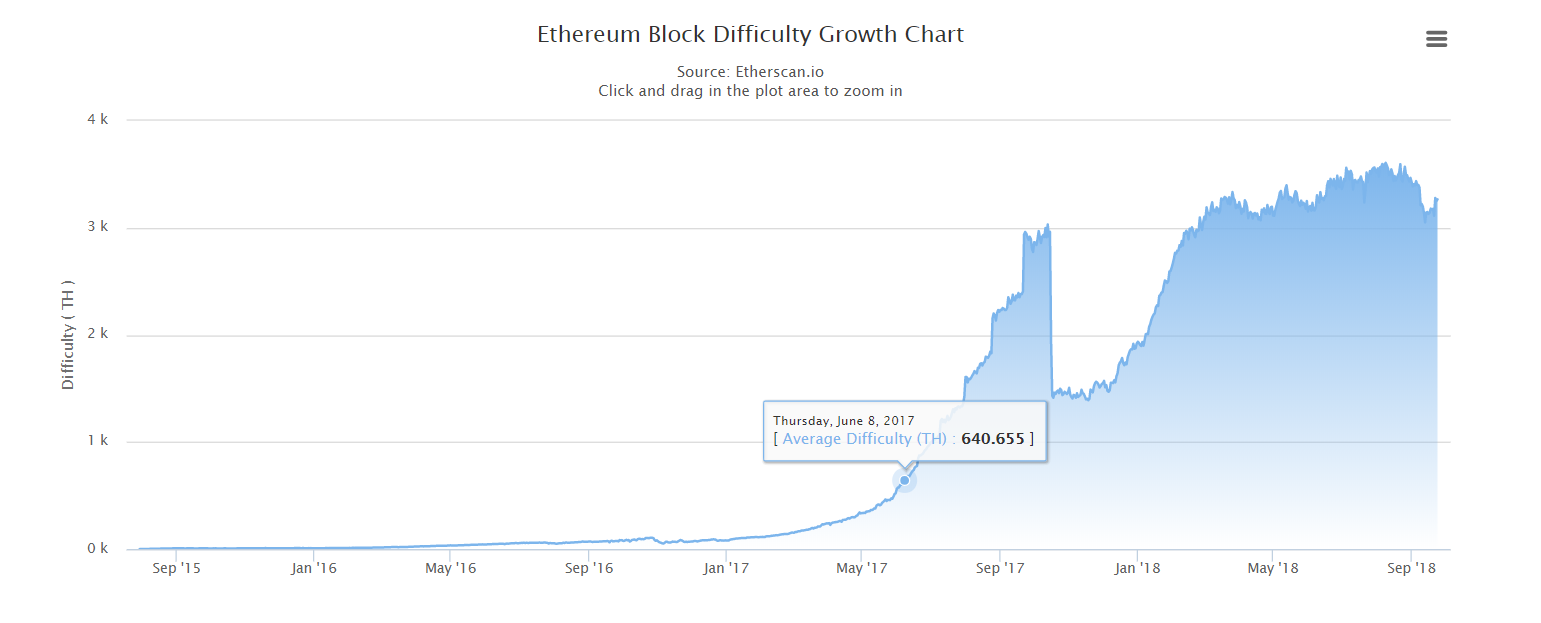 Ethereum Block Difficulty Growth Chart
Source: Etherscan.io
Click and drag in the plot area to zoom in
4 k
3 k
2 k
1 k
0 k
Difficulty ( TH )
Thursday, June 8, 2017
[ Average Difficulty (TH) : 640.655 ]
Sep '15
Jan '16
May '16
Sep '16
Jan '17
May '17
Sep '17
Jan '18
May '18
Sep '18